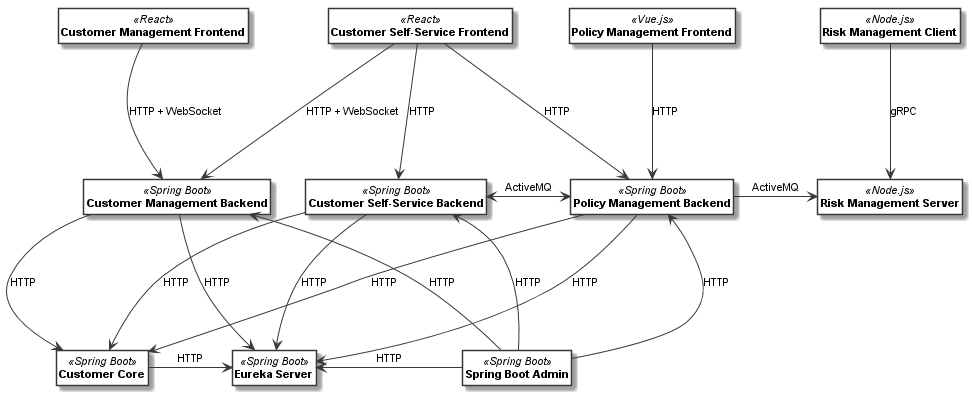 «React»
Customer Management Frontend
«React»
Customer Self-Service Frontend
«Vue.js»
Policy Management Frontend
«Node.js»
Risk Management Client
HTTP + WebSocket
HTTP + WebSocket
HTTP
HTTP
HTTP
gRPC
«Spring Boot»
Customer Management Backend
«Spring Boot»
Customer Self-Service Backend
ActiveMQ
«Spring Boot»
Policy Management Backend
ActiveMQ
«Node.js»
Risk Management Server
HTTP
HTTP
HTTP
HTTP
HTTP
HTTP
HTTP
HTTP
HTTP
«Spring Boot»
Customer Core
HTTP
«Spring Boot»
Eureka Server
HTTP
«Spring Boot»
Spring Boot Admin